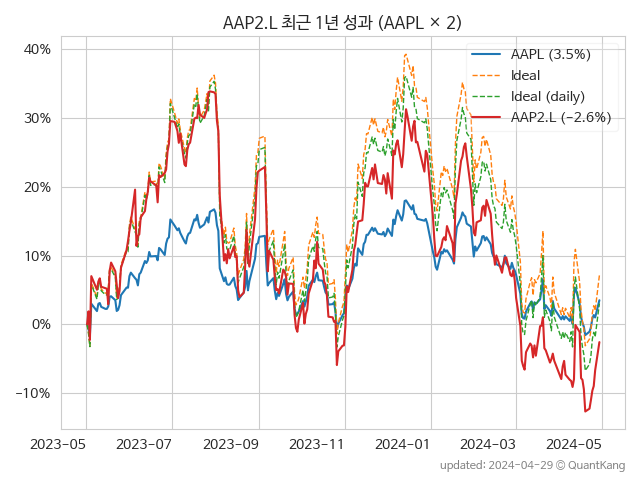 AAP2.L 최근 1년 성과 (AAPL × 2)
40%
30%
20%
10%
0%
−10%
AAPL (3.5%)
Ideal
Ideal (daily)
AAP2.L (−2.6%)
2023−05
2023−07
2023−09
2023−11
2024−01
2024−03
2024−05
updated: 2024−04−29 © QuantKang